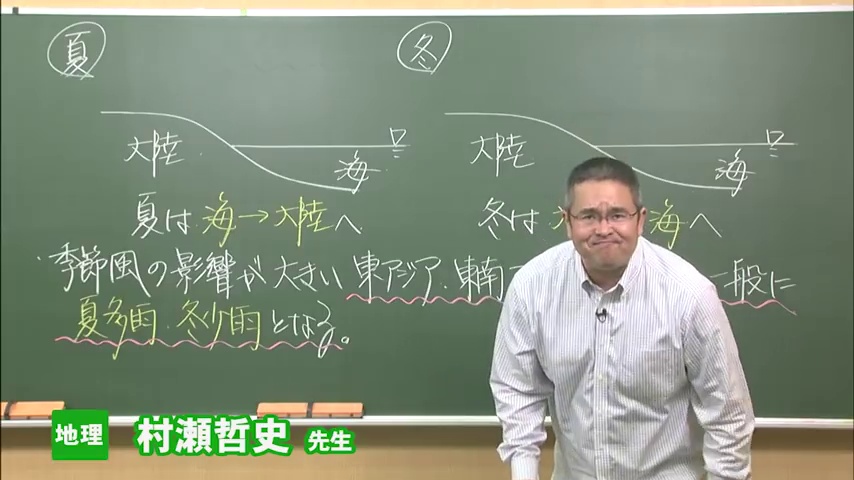 夏
冬
大陸
海
大陸
海
夏は 海→大陸へ
冬は 海へ
季節風の影響が大きい 東アジア・東南 一般に
夏多雨・冬少雨となる。
地理 村瀬哲史 先生